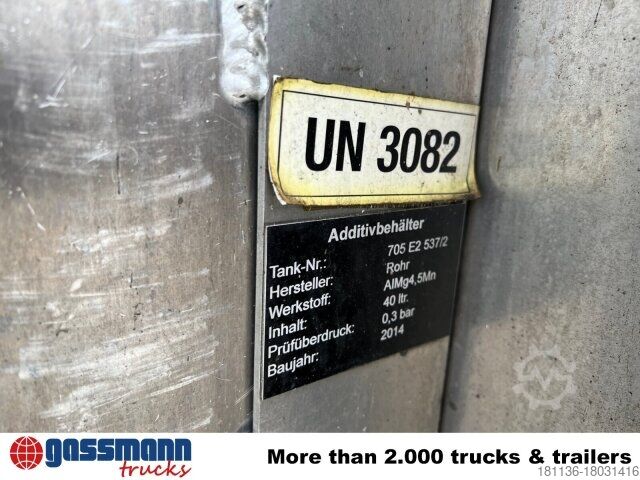 UN 3082
Additivbehälter
Tank-Nr.: 705 E2 537/2
Hersteller: Rohr
Werkstoff: AlMg4,5Mn
Inhalt: 40 ltr.
Prüfüberdruck: 0,3 bar
Baujahr: 2014
gassmann trucks
More than 2.000 trucks & trailers
181136-18031416